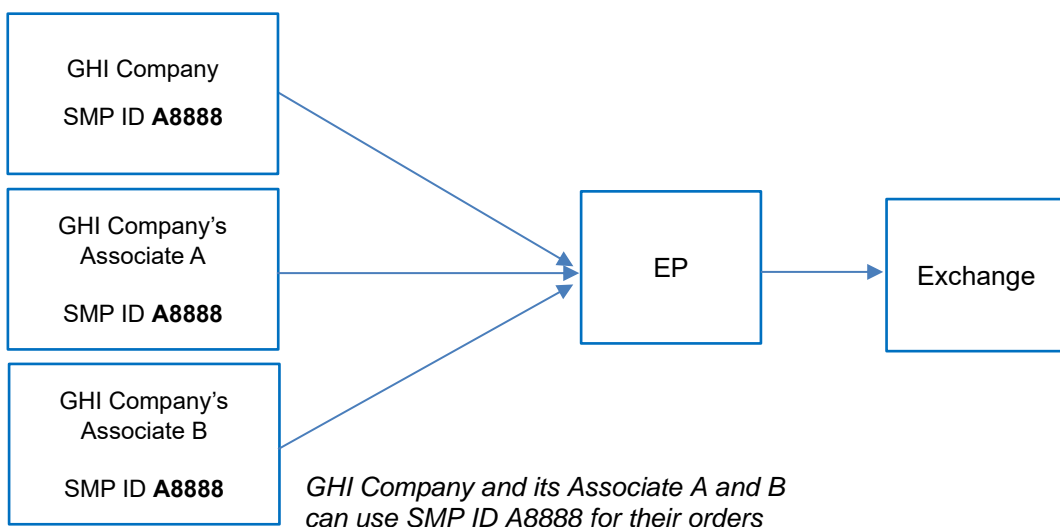 GHI Company
SMP ID A8888
GHI Company’s
Associate A
SMP ID A8888
GHI Company’s
Associate B
SMP ID A8888
EP
Exchange
GHI Company and its Associate A and B
can use SMP ID A8888 for their orders